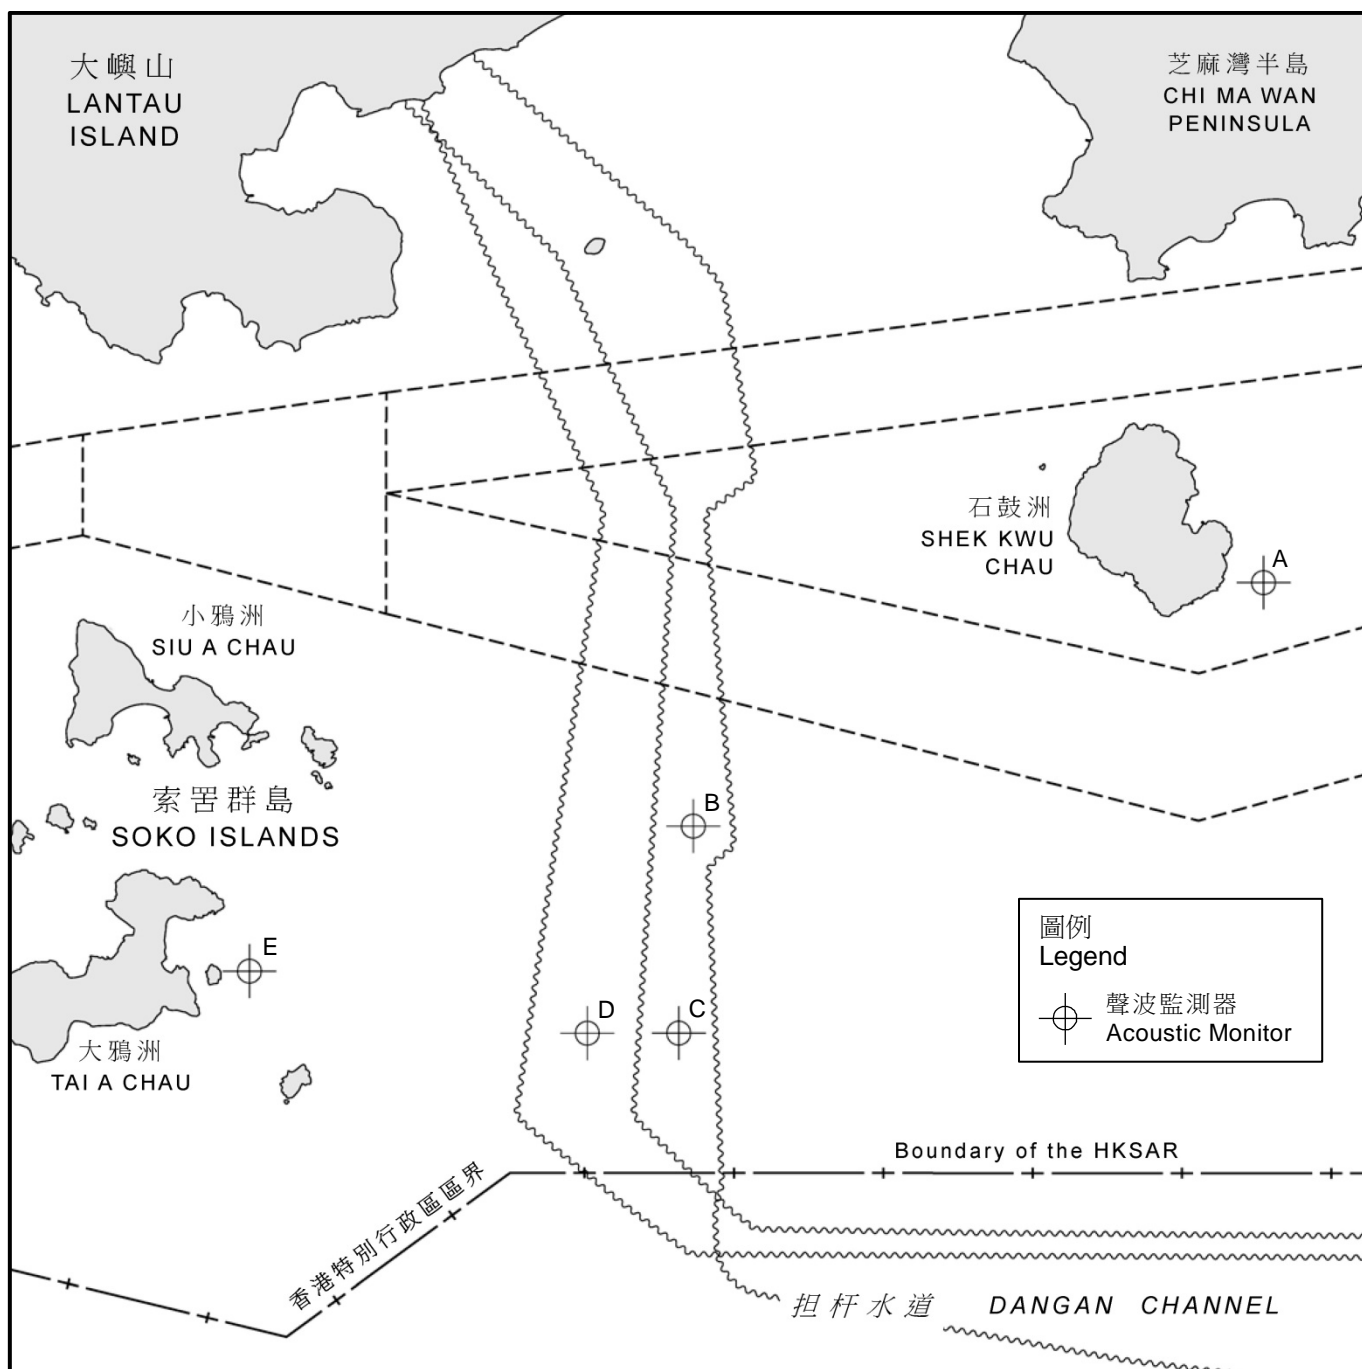 大嶼山
LANTAU
ISLAND
芝麻灣半島
CHI MA WAN
PENINSULA
石鼓洲
SHEK KWU
CHAU
A
小鴉洲
SIU A CHAU
索罟群島
SOKO ISLANDS
B
E
D
C
大鴉洲
TAI A CHAU
圖例
Legend
聲波監測器
Acoustic Monitor
Boundary of the HKSAR
香港特別行政區區界
担杆水道 DANGAN CHANNEL